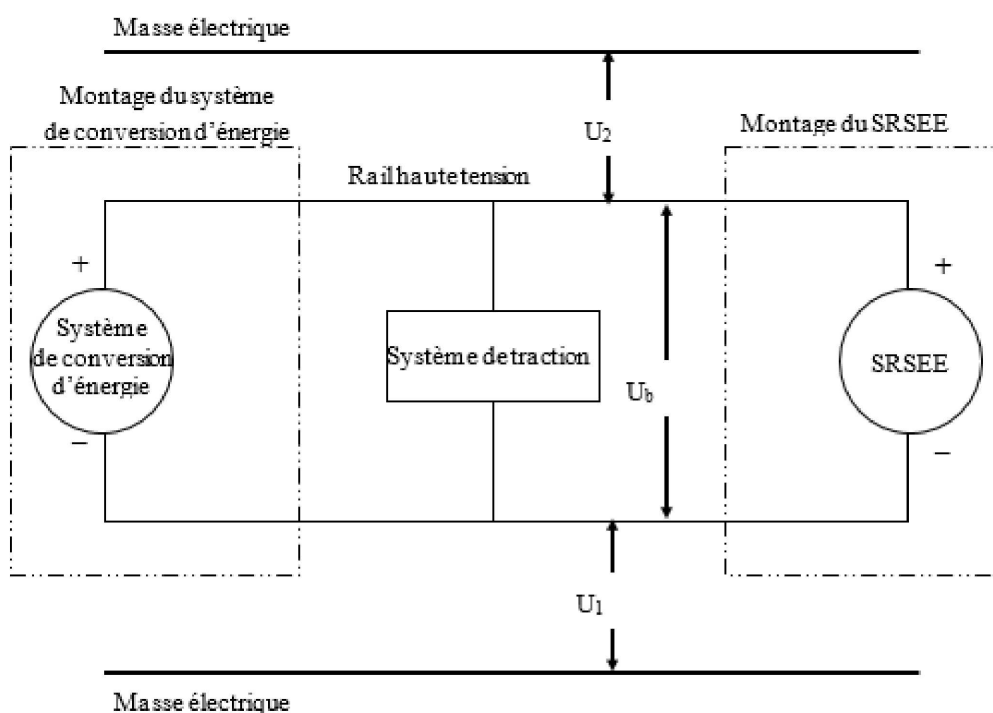 Masse électrique
Montage du système
de conversion d'énergie
U2
Montage du SRSEE
Rail haute tension
+
+
Système
de conversion
d'énergie
Système de traction
SRSEE
Ub
–
–
U1
Masse électrique